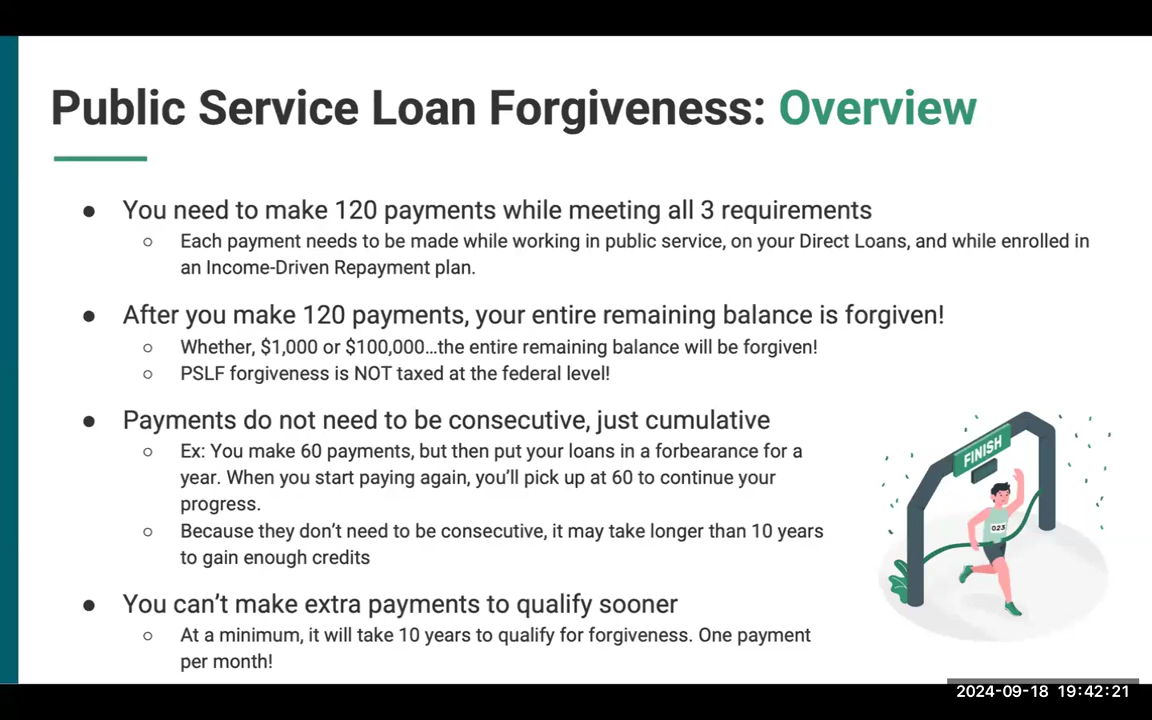 Public Service Loan Forgiveness: Overview
● You need to make 120 payments while meeting all 3 requirements
○ Each payment needs to be made while working in public service, on your Direct Loans, and while enrolled in
an Income-Driven Repayment plan.
● After you make 120 payments, your entire remaining balance is forgiven!
○ Whether, $1,000 or $100,000…the entire remaining balance will be forgiven!
○ PSLF forgiveness is NOT taxed at the federal level!
● Payments do not need to be consecutive, just cumulative
○ Ex: You make 60 payments, but then put your loans in a forbearance for a
year. When you start paying again, you’ll pick up at 60 to continue your
progress.
○ Because they don’t need to be consecutive, it may take longer than 10 years
to gain enough credits
● You can’t make extra payments to qualify sooner
○ At a minimum, it will take 10 years to qualify for forgiveness. One payment
per month!
FINISH
023
2024-09-18 19:42:21